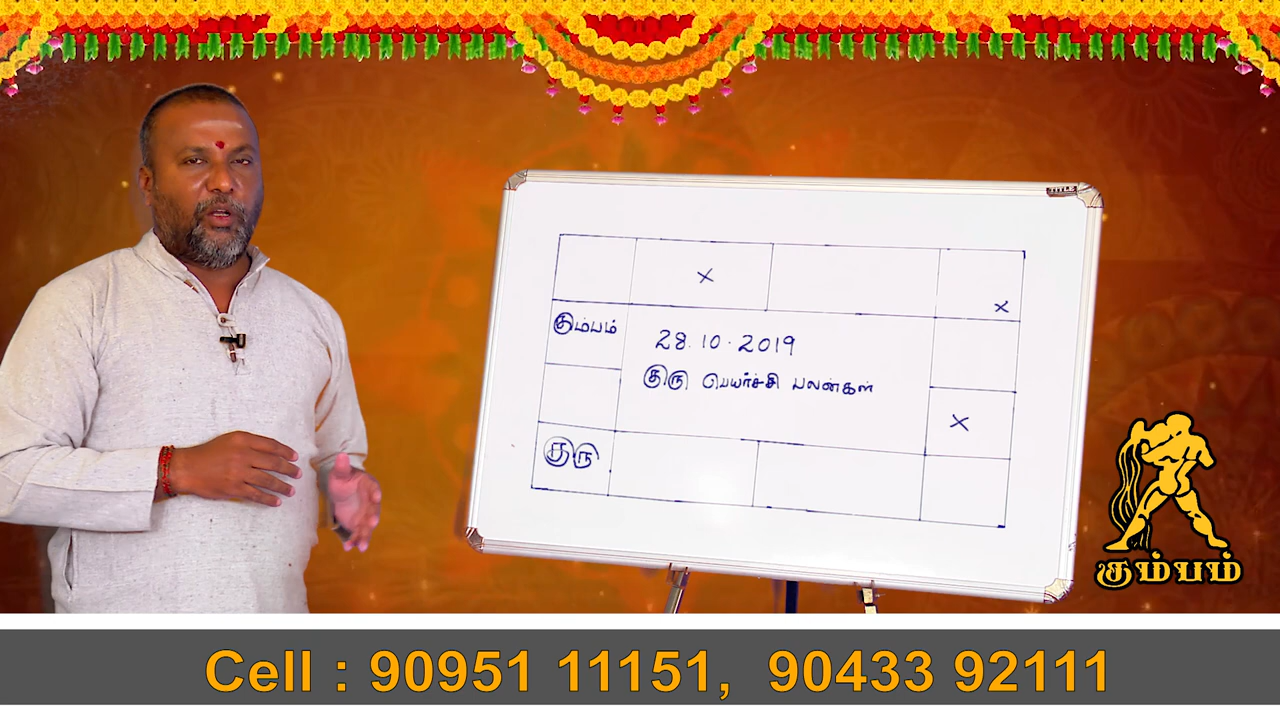 ×
×
கும்பம்
28.10.2019
குரு பெயர்ச்சி பலன்கள்
×
குரு
கும்பம்
Cell : 90951 11151, 90433 92111